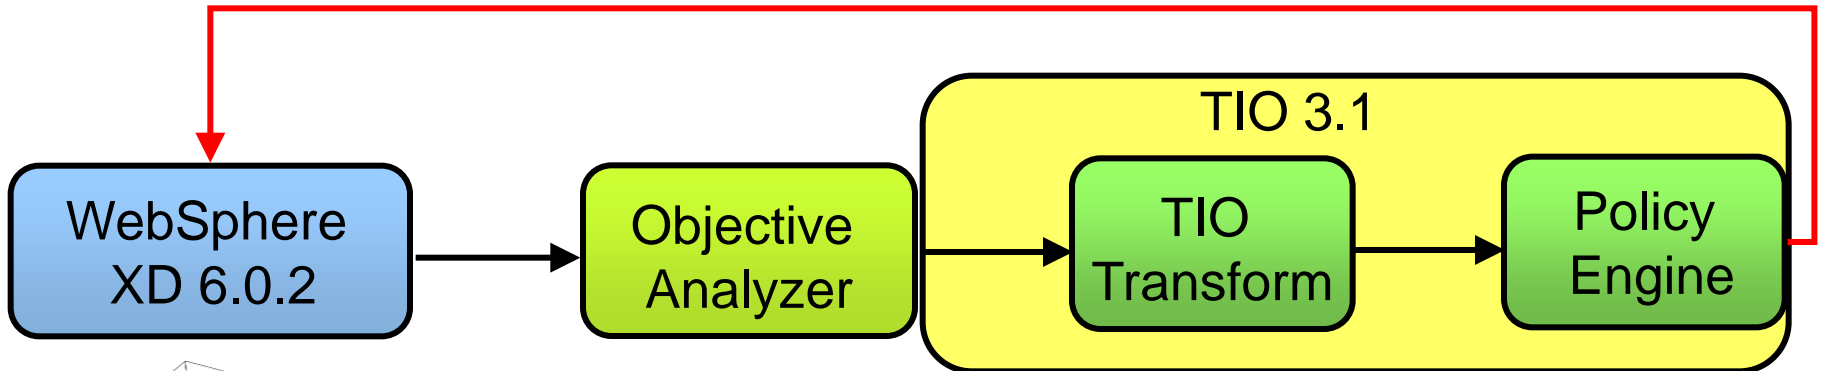 TIO 3.1
WebSphere
XD 6.0.2
Objective
Analyzer
TIO
Transform
Policy
Engine